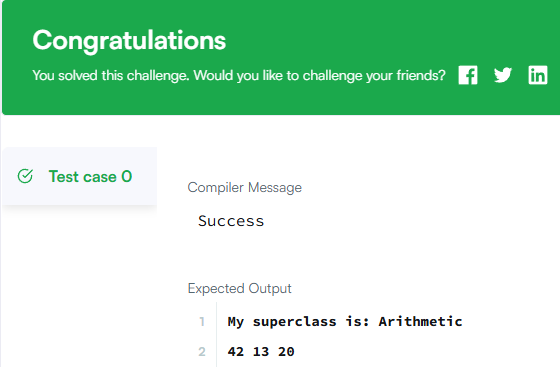 Congratulations
You solved this challenge. Would you like to challenge your friends?
Test case 0
Compiler Message
Success
Expected Output
1 My superclass is: Arithmetic
2 42 13 20